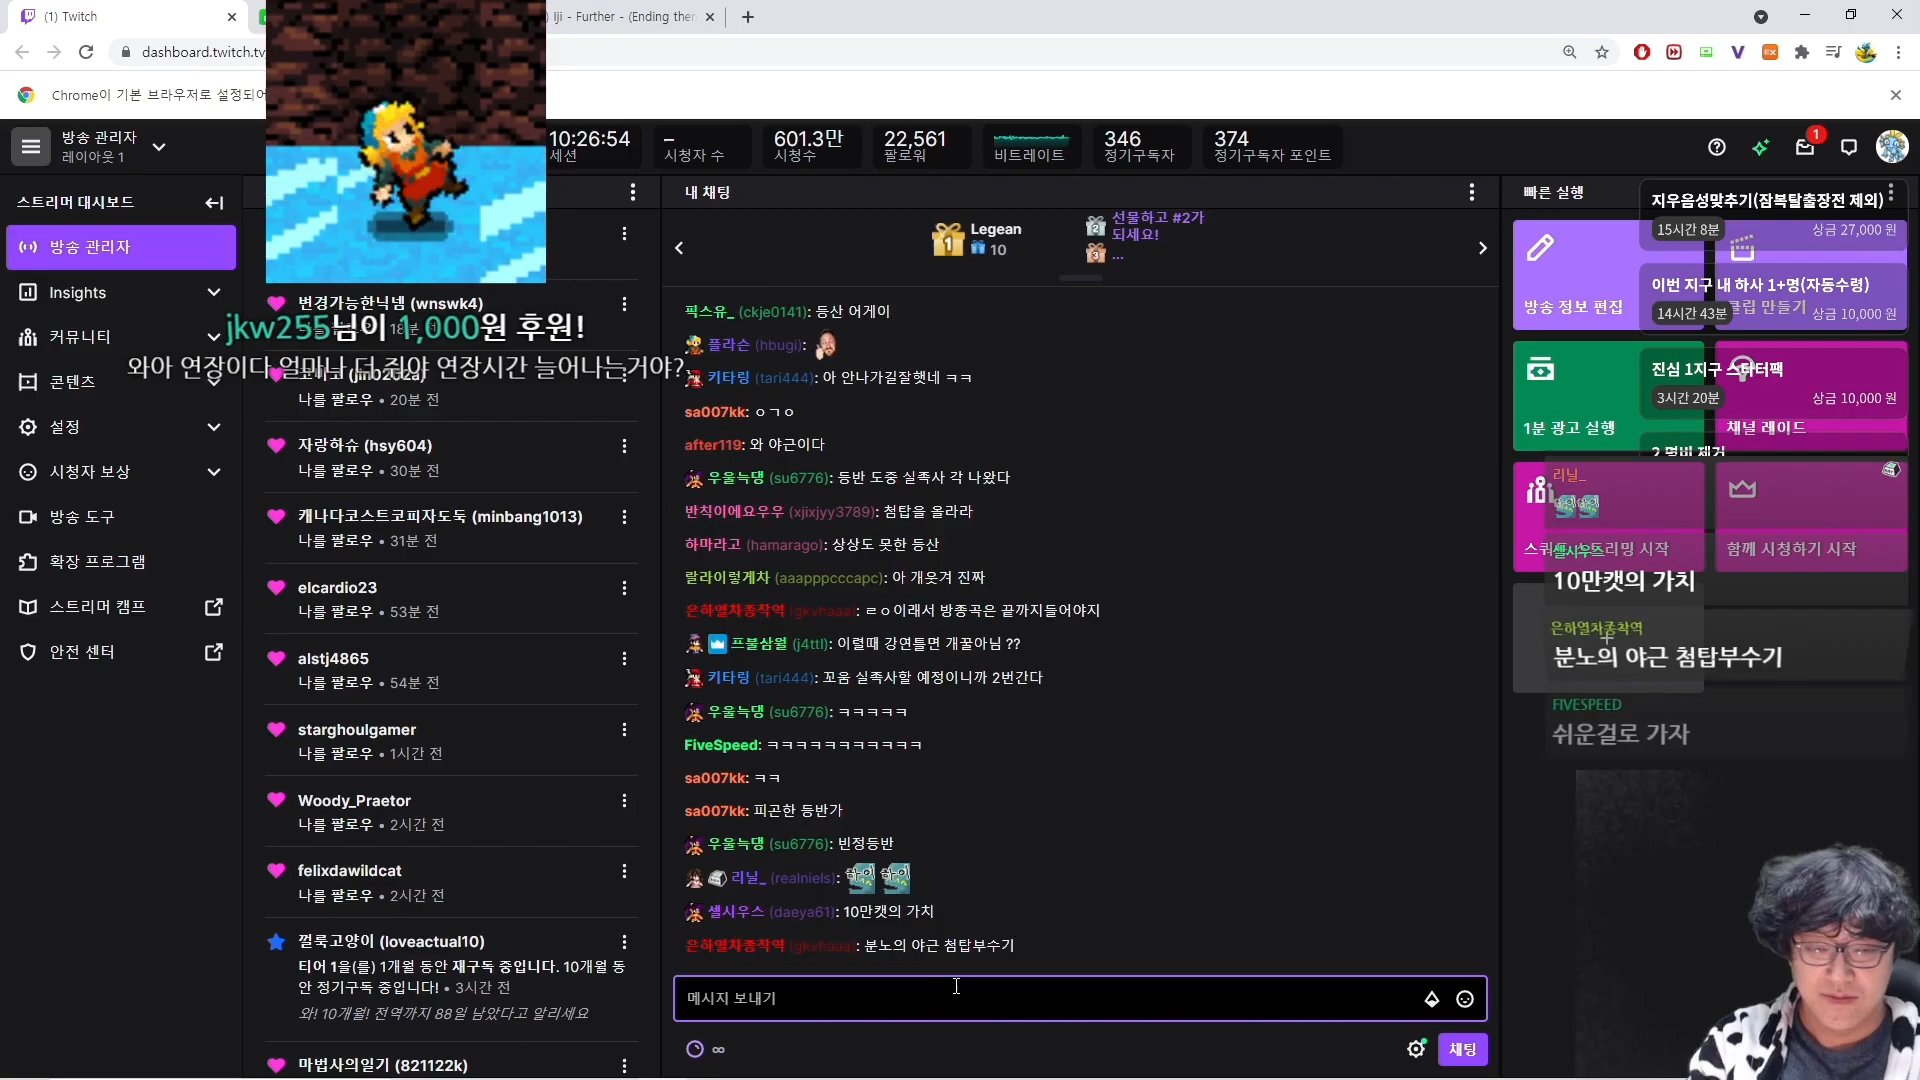 (1) Twitch
Iji - Further - (Ending then
dashboard.twitch.tv
Chrome이 기본 브라우저로 설정되어
방송 관리자
레이아웃 1
10:26:54
세션
–
시청자 수
601.3만
시청수
22,561
팔로워
비트레이트
346
정기구독자
374
정기구독자 포인트
1
스트리머 대시보드
방송 관리자
Insights
커뮤니티
콘텐츠
설정
시청자 보상
방송 도구
확장 프로그램
스트리머 캠프
안전 센터
변경가능한닉넴 (wnswk4)
jkw255님이 1,000원 후원!
와아 연장이다 얼마나 더 줘야 연장시간 늘어나는거야?
나를 팔로우 • 20분 전
자랑하슈 (hsy604)
나를 팔로우 • 30분 전
캐나다코스트코피자도둑 (minbang1013)
나를 팔로우 • 31분 전
elcardio23
나를 팔로우 • 53분 전
alstj4865
나를 팔로우 • 54분 전
starghoulgamer
나를 팔로우 • 1시간 전
Woody_Praetor
나를 팔로우 • 2시간 전
felixdawildcat
나를 팔로우 • 2시간 전
껄룩고양이 (loveactual10)
티어 1을(를) 1개월 동안 재구독 중입니다. 10개월 동
안 정기구독 중입니다! • 3시간 전
와! 10개월! 전역까지 88일 남았다고 알리세요
마법사의일기 (821122k)
내 채팅
1
Legean
10
2
선물하고 #2가
되세요!
3
...
픽스유_ (ckje0141): 등산 어게이
플라슨 (hbugi):
키타링 (tari444): 아 안나가길잘햇네 ㅋㅋ
sa007kk: ㅇㄱㅇ
after119: 와 야근이다
우울늑댕 (su6776): 등반 도중 실족사 각 나왔다
반칙이에요우우 (xjixjyy3789): 첨탑을 올라라
하마라고 (hamarago): 상상도 못한 등산
랄라이렇게차 (aaapppcccapc): 아 개웃겨 진짜
은하열차종착역 (gkvhaaa): ㄹㅇ이래서 방종곡은 끝까지들어야지
프불삼월 (j4ttl): 이럴때 강연틀면 개꿀아님 ??
키타링 (tari444): 꼬움 실족사할 예정이니까 2번간다
우울늑댕 (su6776): ㅋㅋㅋㅋㅋ
FiveSpeed: ㅋㅋㅋㅋㅋㅋㅋㅋㅋㅋㅋ
sa007kk: ㅋㅋ
sa007kk: 피곤한 등반가
우울늑댕 (su6776): 빈정등반
리닐_ (realniels):
셀시우스 (daeya61): 10만캣의 가치
은하열차종착역 (gkvhaaa): 분노의 야근 첨탑부수기
메시지 보내기
채팅
빠른 실행
방송 정보 편집
클립 만들기
1분 광고 실행
채널 레이드
함께 시청하기 시작
지우음성맞추기(잠복탈출장전 제외)
15시간 8분
상금 27,000 원
이번 지구 내 하사 1+명(자동수령)
14시간 43분
상금 10,000 원
진심 1지구 스타터팩
3시간 20분
상금 10,000 원
리닐_
셀시우스
10만캣의 가치
은하열차종착역
분노의 야근 첨탑부수기
FIVESPEED
쉬운걸로 가자